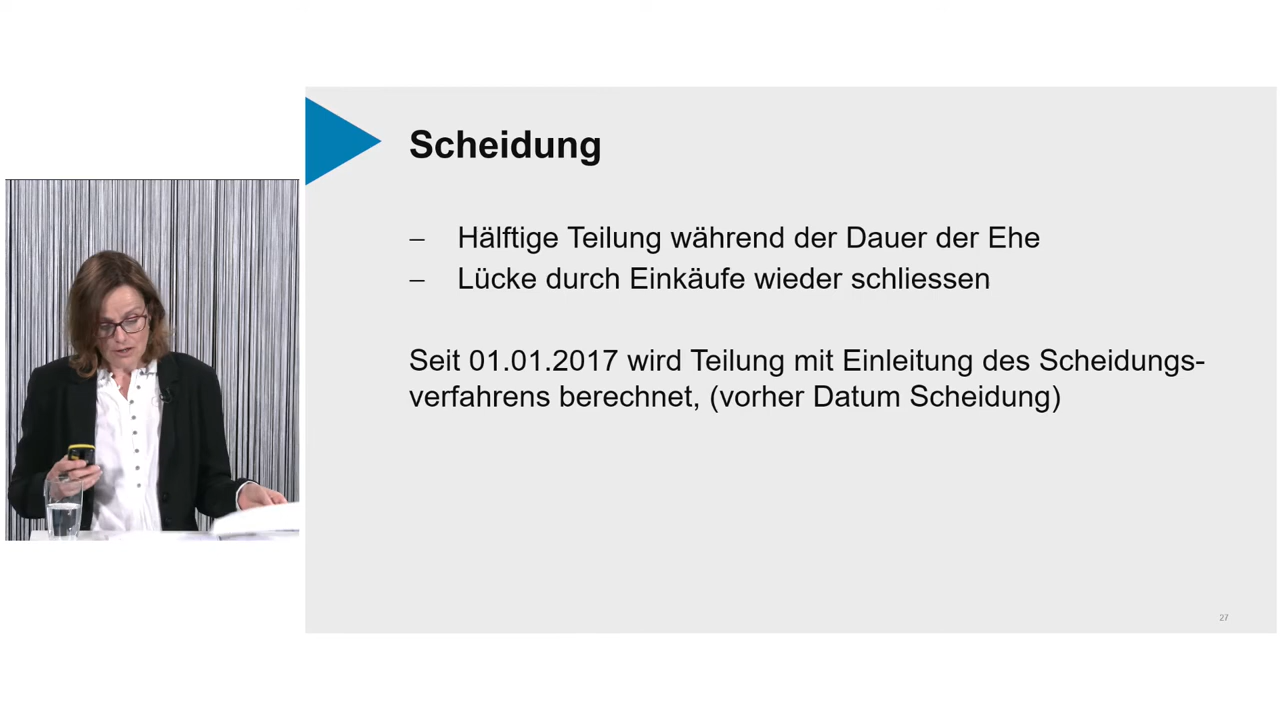 Scheidung
– Hälftige Teilung während der Dauer der Ehe
– Lücke durch Einkäufe wieder schliessen
Seit 01.01.2017 wird Teilung mit Einleitung des Scheidungs-
verfahrens berechnet, (vorher Datum Scheidung)
27